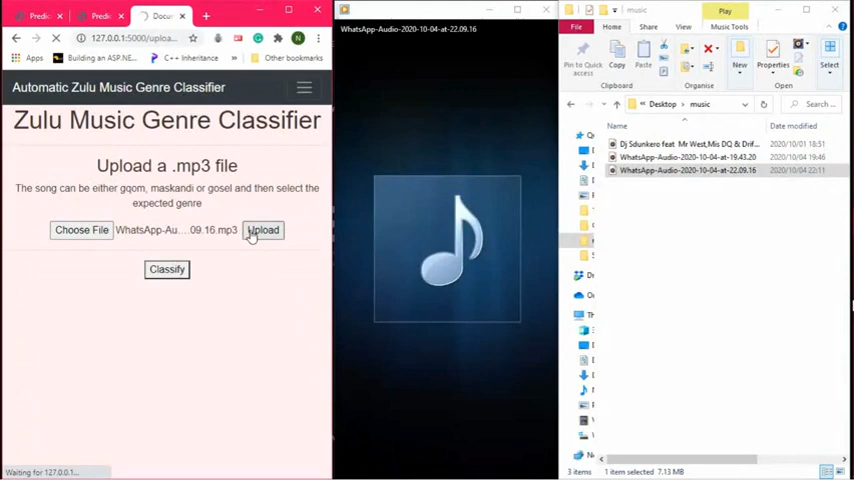 Predic
Predic
Docu
127.0.0.1:5000/uploa...
N
Apps
Building an ASP.NE...
C++ Inheritance
»
Other bookmarks
Automatic Zulu Music Genre Classifier
Zulu Music Genre Classifier
Upload a .mp3 file
The song can be either gqom, maskandi or gosel and then select the
expected genre
Choose File
WhatsApp-Au....09.16 mp3
Upload
Classify
Waiting for 127.0.0.1...
WhatsApp-Audio-2020-10-04-at-22.09.16
Play
music
File
Home
Share
View
Music Tools
Pin to Quick
access
Copy
Paste
New
Properties
Select
Clipboard
Organize
Open
Desktop
music
Search ...
Name
Date modified
Dj Sdunkero feat Mr West,Mis DQ & Drif...
2020/10/01 18:51
WhatsApp-Audio-2020-10-04-at-19.43.20
2020/10/04 19:46
WhatsApp-Audio-2020-10-04-at-22.09.16
2020/10/04 22:11
3 items
1 item selected 7.13 MB